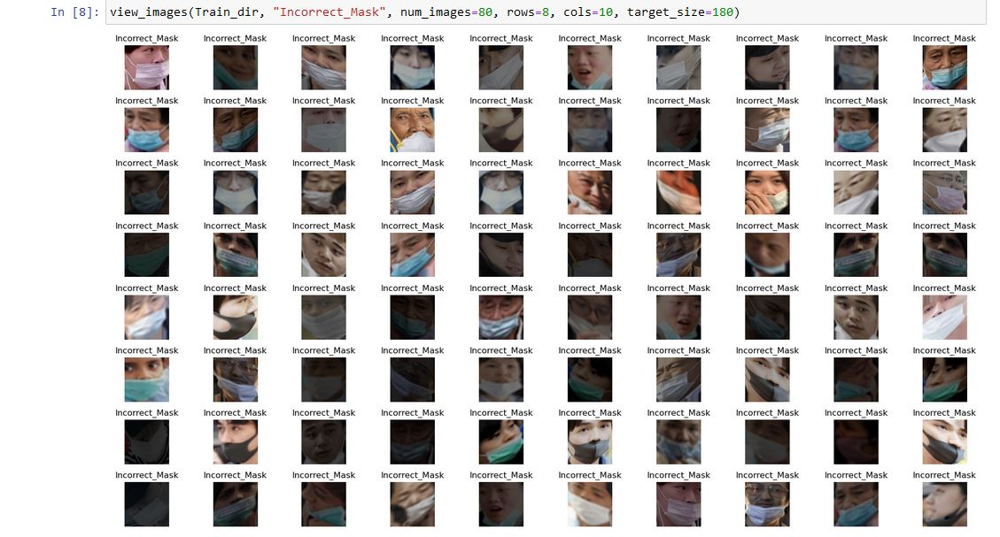 In [8]: view_images(Train_dir, "Incorrect_Mask", num_images=80, rows=8, cols=10, target_size=180)
Incorrect_Mask Incorrect_Mask Incorrect_Mask Incorrect_Mask Incorrect_Mask Incorrect_Mask Incorrect_Mask Incorrect_Mask Incorrect_Mask Incorrect_Mask
Incorrect_Mask Incorrect_Mask Incorrect_Mask Incorrect_Mask Incorrect_Mask Incorrect_Mask Incorrect_Mask Incorrect_Mask Incorrect_Mask Incorrect_Mask
Incorrect_Mask Incorrect_Mask Incorrect_Mask Incorrect_Mask Incorrect_Mask Incorrect_Mask Incorrect_Mask Incorrect_Mask Incorrect_Mask Incorrect_Mask
Incorrect_Mask Incorrect_Mask Incorrect_Mask Incorrect_Mask Incorrect_Mask Incorrect_Mask Incorrect_Mask Incorrect_Mask Incorrect_Mask Incorrect_Mask
Incorrect_Mask Incorrect_Mask Incorrect_Mask Incorrect_Mask Incorrect_Mask Incorrect_Mask Incorrect_Mask Incorrect_Mask Incorrect_Mask Incorrect_Mask
Incorrect_Mask Incorrect_Mask Incorrect_Mask Incorrect_Mask Incorrect_Mask Incorrect_Mask Incorrect_Mask Incorrect_Mask Incorrect_Mask Incorrect_Mask
Incorrect_Mask Incorrect_Mask Incorrect_Mask Incorrect_Mask Incorrect_Mask Incorrect_Mask Incorrect_Mask Incorrect_Mask Incorrect_Mask Incorrect_Mask
Incorrect_Mask Incorrect_Mask Incorrect_Mask Incorrect_Mask Incorrect_Mask Incorrect_Mask Incorrect_Mask Incorrect_Mask Incorrect_Mask Incorrect_Mask